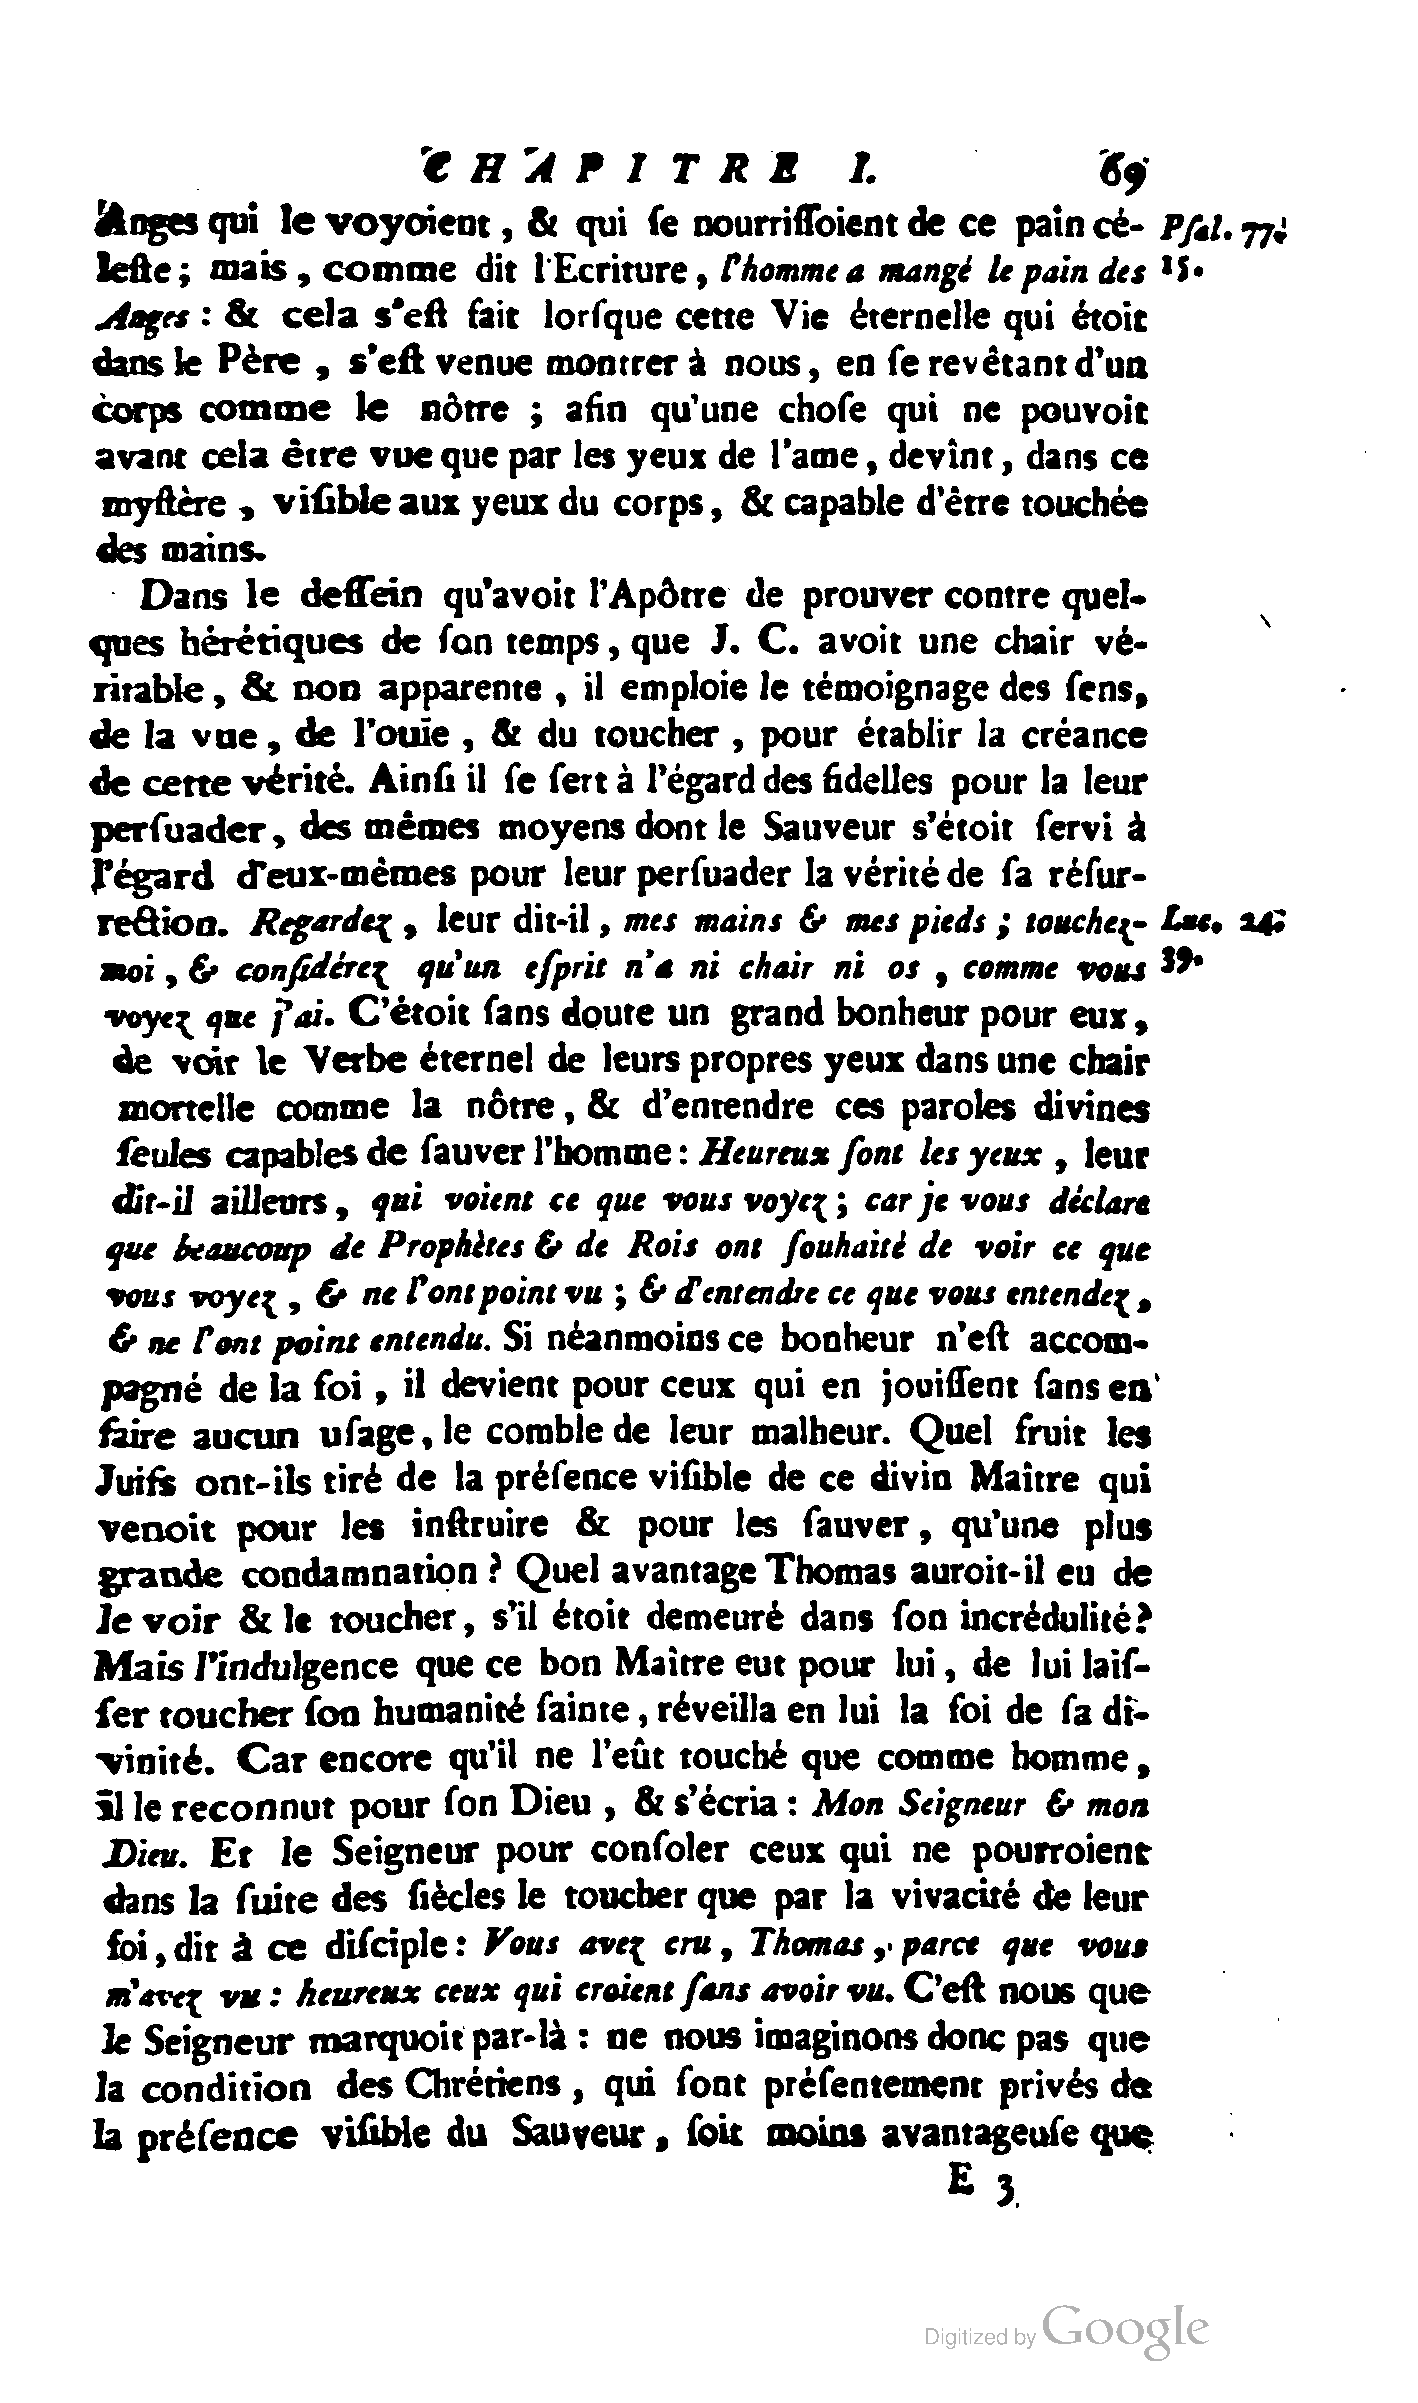 CHAPITRE I. 69
Anges qui le voyoient, & qui ſe nourriſſoient de ce pain cé- Pſal. 77.
leſte; mais, comme dit l'Ecriture, l'homme a mangé le pain des 25.
Anges : & cela s'eſt fait lorſque cette Vie éternelle qui étoit
dans le Père, s'eſt venue montrer à nous, en ſe revêtant d'un
corps comme le nôtre ; afin qu'une choſe qui ne pouvoit
avant cela être vue que par les yeux de l'ame, devînt, dans ce
myſtère, viſible aux yeux du corps, & capable d'être touchée
des mains.
Dans le deſſein qu'avoit l'Apôtre de prouver contre quel-
ques hérétiques de ſon temps, que J. C. avoit une chair vé-
ritable, & non apparente, il emploie le témoignage des ſens,
de la vue, de l'ouïe, & du toucher, pour établir la créance
de cette vérité. Ainſi il ſe ſert à l'égard des fidelles pour la leur
perſuader, des mêmes moyens dont le Sauveur s'étoit ſervi à
l'égard d'eux-mêmes pour leur perſuader la vérité de ſa réſur-
rection. Regardez, leur dit-il, mes mains & mes pieds ; touchez- Luc. 24.
moi, & conſidérez qu'un eſprit n'a ni chair ni os, comme vous 39.
voyez que j'ai. C'étoit ſans doute un grand bonheur pour eux,
de voir le Verbe éternel de leurs propres yeux dans une chair
mortelle comme la nôtre, & d'entendre ces paroles divines
ſeules capables de ſauver l'homme : Heureux ſont les yeux, leur
dit-il ailleurs, qui voient ce que vous voyez ; car je vous déclare
que beaucoup de Prophètes & de Rois ont ſouhaité de voir ce que
vous voyez, & ne l'ont point vu ; & d'entendre ce que vous entendez,
& ne l'ont point entendu. Si néanmoins ce bonheur n'eſt accom-
pagné de la foi, il devient pour ceux qui en jouiſſent ſans en
faire aucun uſage, le comble de leur malheur. Quel fruit les
Juifs ont-ils tiré de la préſence viſible de ce divin Maître qui
venoit pour les inſtruire & pour les ſauver, qu'une plus
grande condamnation ? Quel avantage Thomas auroit-il eu de
le voir & le toucher, s'il étoit demeuré dans ſon incrédulité ?
Mais l'indulgence que ce bon Maître eut pour lui, de lui laiſ-
ſer toucher ſon humanité ſainte, réveilla en lui la foi de ſa di-
vinité. Car encore qu'il ne l'eût touché que comme homme,
il le reconnut pour ſon Dieu, & s'écria : Mon Seigneur & mon
Dieu. Et le Seigneur pour conſoler ceux qui ne pourroient
dans la ſuite des ſiècles le toucher que par la vivacité de leur
foi, dit à ce diſciple : Vous avez cru, Thomas, parce que vous
m'avez vu : heureux ceux qui croient ſans avoir vu. C'eſt nous que
le Seigneur marquoit par-là : ne nous imaginons donc pas que
la condition des Chrétiens, qui ſont préſentement privés de
la préſence viſible du Sauveur, ſoit moins avantageuſe que
E 3
Digitized by Google